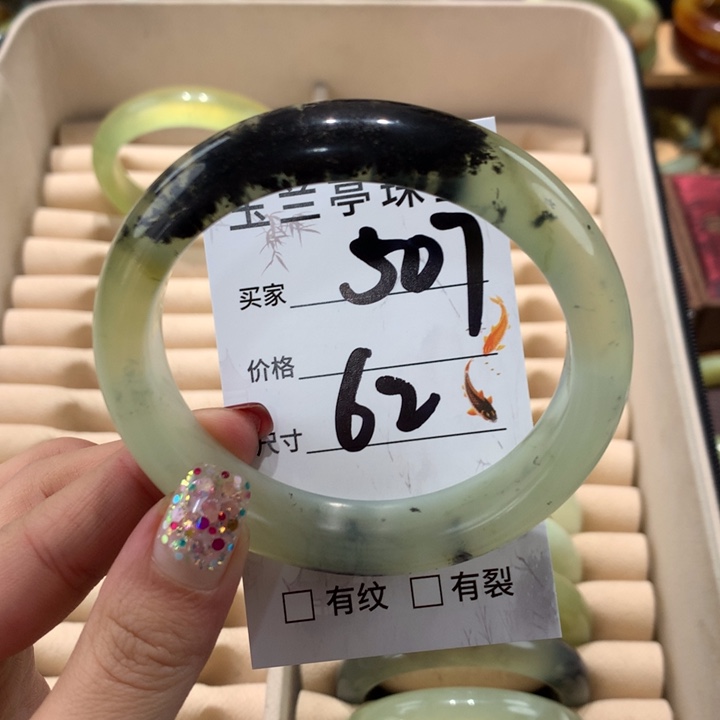 玉兰亭珠
买家 507
价格
尺寸 62
□有纹 □有裂